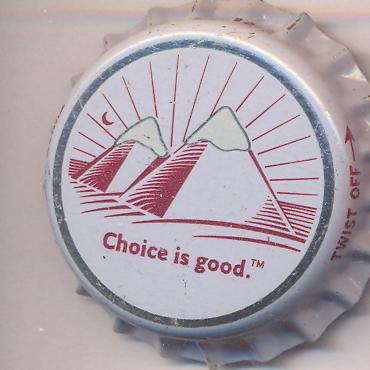 Choice is good.™
TWIST OFF